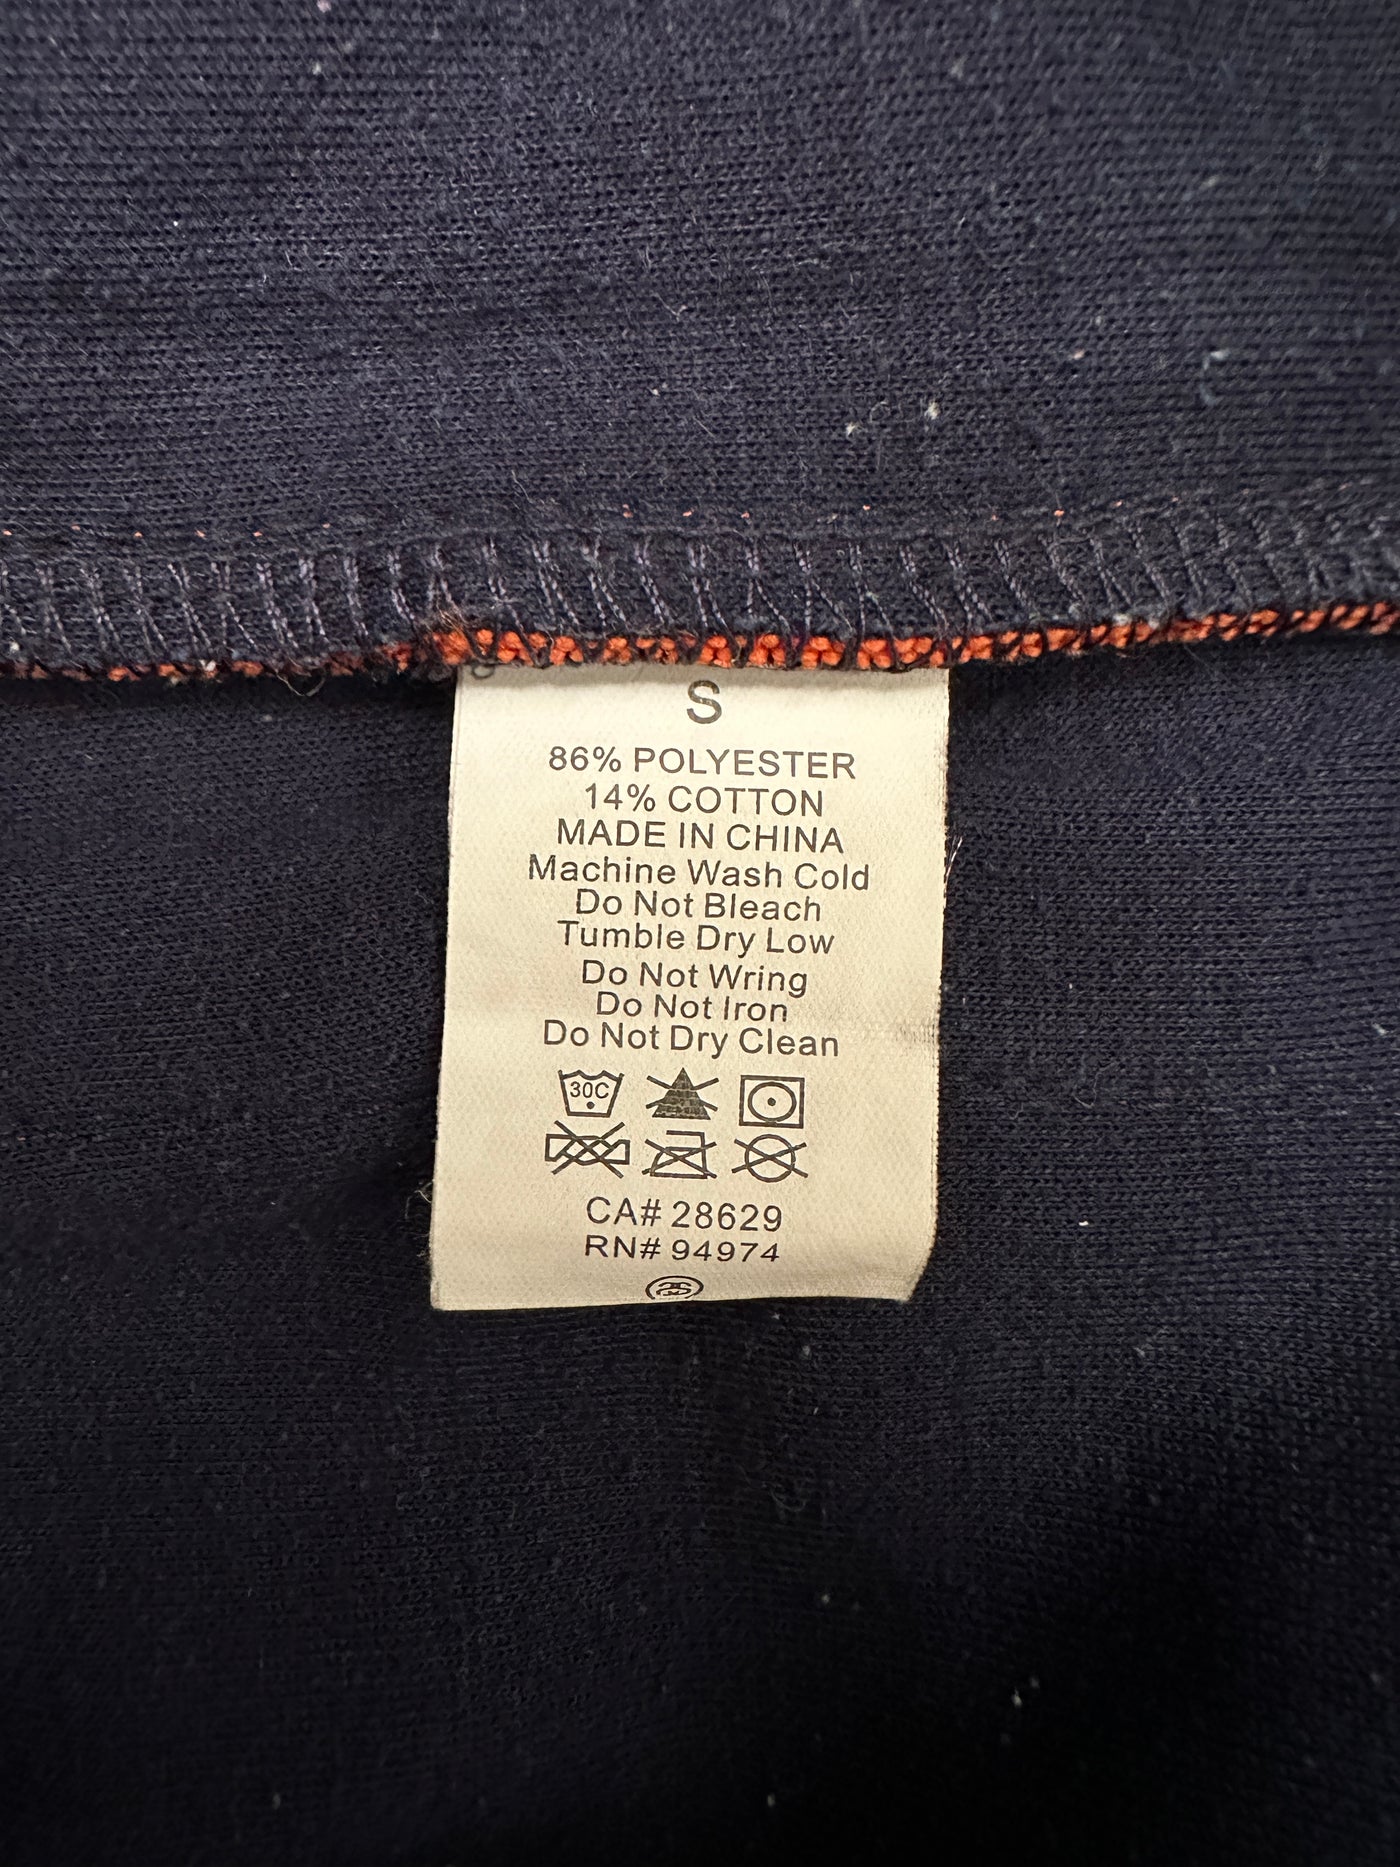 S
86% POLYESTER
14% COTTON
MADE IN CHINA
Machine Wash Cold
Do Not Bleach
Tumble Dry Low
Do Not Wring
Do Not Iron
Do Not Dry Clean
30C
CA# 28629
RN# 94974